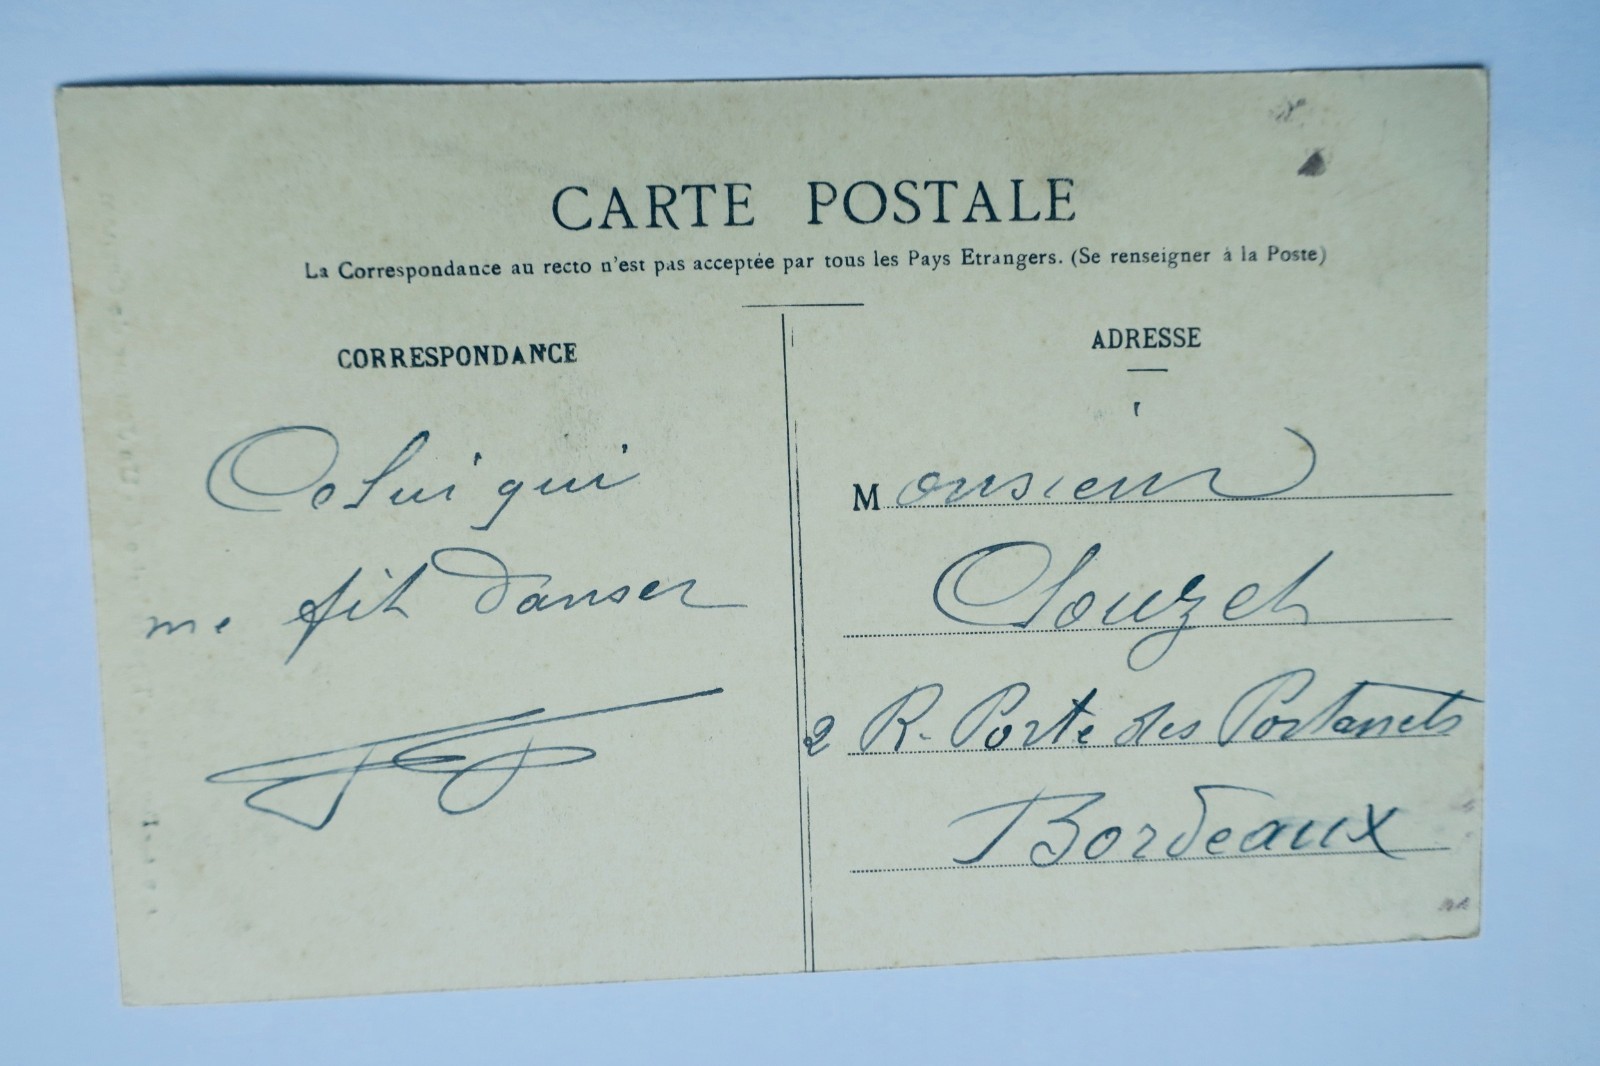 CARTE POSTALE
La Correspondance au recto n'est pas acceptée par tous les Pays Etrangers. (Se renseigner à la Poste)
CORRESPONDANCE
Celui qui
me fit danser
ADRESSE
Monsieur
Clouzet
2 R. Porte des Portanets
Bordeaux